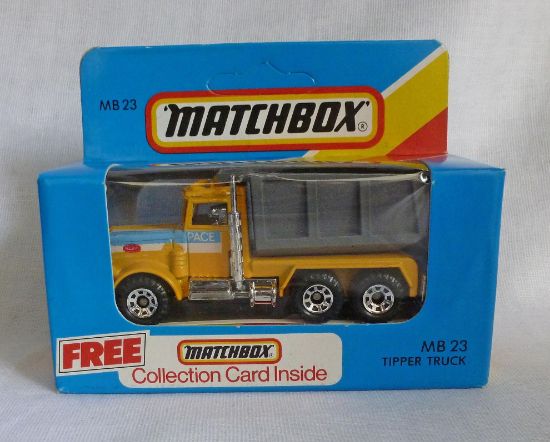 MB 23
MATCHBOX®
PACE
FREE
MATCHBOX®
Collection Card Inside
MB 23
TIPPER TRUCK